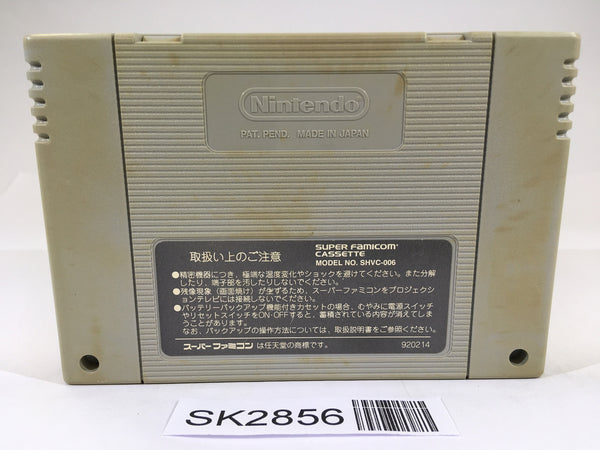 Nintendo
PAT. PEND. MADE IN JAPAN
取扱い上のご注意
SUPER FAMICOM
CASSETTE
MODEL NO. SHVC-006
●精密機器につき、極端な温度変化やショックを避けてください。また分解
したり、端子部を汚したりしないでください。
●残像現象（画面焼け）が生ずるため、スーパーファミコンをプロジェクシ
ョンテレビには接続しないでください。
●バッテリーバックアップ機能付きカセットの場合、むやみに電源スイッチ
やリセットスイッチをON・OFFすると、蓄積されている内容が消えてしま
うことがあります。
なお、バックアップの操作方法については、取扱説明書をご参照ください。
スーパーファミコンは任天堂の商標です。
920214
SK2856